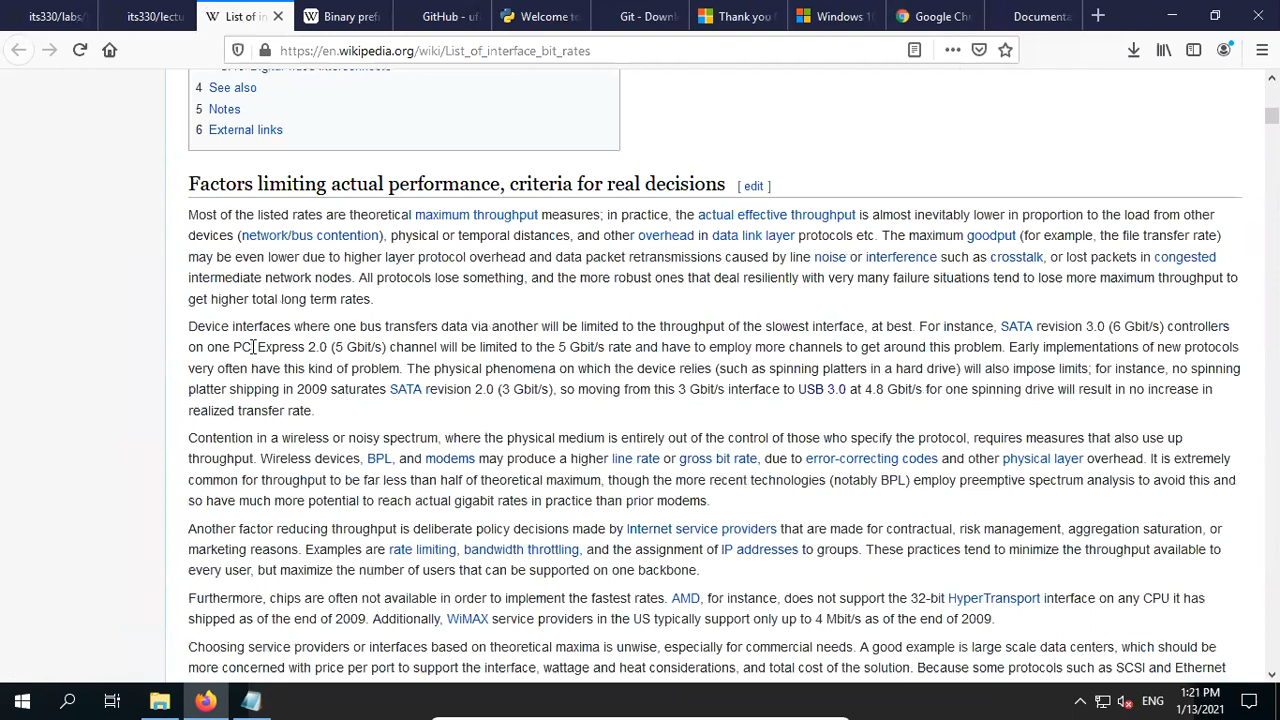 its330/labs/
its330/lectu
List of in
Binary pref
GitHub - uf
Welcome to
Git - Downl
Thank you f
Windows 10
Google Chr
Documenta
https://en.wikipedia.org/wiki/List_of_interface_bit_rates
4 See also
5 Notes
6 External links
Factors limiting actual performance, criteria for real decisions [ edit ]
Most of the listed rates are theoretical maximum throughput measures; in practice, the actual effective throughput is almost inevitably lower in proportion to the load from other
devices (network/bus contention), physical or temporal distances, and other overhead in data link layer protocols etc. The maximum goodput (for example, the file transfer rate)
may be even lower due to higher layer protocol overhead and data packet retransmissions caused by line noise or interference such as crosstalk, or lost packets in congested
intermediate network nodes. All protocols lose something, and the more robust ones that deal resiliently with very many failure situations tend to lose more maximum throughput to
get higher total long term rates.
Device interfaces where one bus transfers data via another will be limited to the throughput of the slowest interface, at best. For instance, SATA revision 3.0 (6 Gbit/s) controllers
on one PCI Express 2.0 (5 Gbit/s) channel will be limited to the 5 Gbit/s rate and have to employ more channels to get around this problem. Early implementations of new protocols
very often have this kind of problem. The physical phenomena on which the device relies (such as spinning platters in a hard drive) will also impose limits; for instance, no spinning
platter shipping in 2009 saturates SATA revision 2.0 (3 Gbit/s), so moving from this 3 Gbit/s interface to USB 3.0 at 4.8 Gbit/s for one spinning drive will result in no increase in
realized transfer rate.
Contention in a wireless or noisy spectrum, where the physical medium is entirely out of the control of those who specify the protocol, requires measures that also use up
throughput. Wireless devices, BPL, and modems may produce a higher line rate or gross bit rate, due to error-correcting codes and other physical layer overhead. It is extremely
common for throughput to be far less than half of theoretical maximum, though the more recent technologies (notably BPL) employ preemptive spectrum analysis to avoid this and
so have much more potential to reach actual gigabit rates in practice than prior modems.
Another factor reducing throughput is deliberate policy decisions made by Internet service providers that are made for contractual, risk management, aggregation saturation, or
marketing reasons. Examples are rate limiting, bandwidth throttling, and the assignment of IP addresses to groups. These practices tend to minimize the throughput available to
every user, but maximize the number of users that can be supported on one backbone.
Furthermore, chips are often not available in order to implement the fastest rates. AMD, for instance, does not support the 32-bit HyperTransport interface on any CPU it has
shipped as of the end of 2009. Additionally, WiMAX service providers in the US typically support only up to 4 Mbit/s as of the end of 2009.
Choosing service providers or interfaces based on theoretical maxima is unwise, especially for commercial needs. A good example is large scale data centers, which should be
more concerned with price per port to support the interface, wattage and heat considerations, and total cost of the solution. Because some protocols such as SCSI and Ethernet
ENG
1:21 PM
1/13/2021